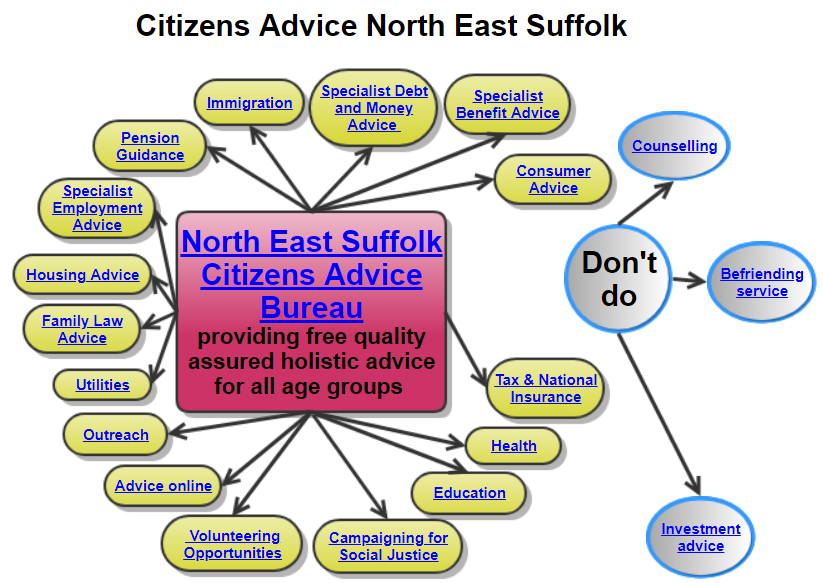 Citizens Advice North East Suffolk
Immigration
Specialist Debt
and Money
Advice
Specialist
Benefit Advice
Pension
Guidance
Consumer
Advice
Specialist
Employment
Advice
Housing Advice
Family Law
Advice
Utilities
Outreach
Advice online
Volunteering
Opportunities
Campaigning for
Social Justice
Education
Health
Tax & National
Insurance
North East Suffolk
Citizens Advice
Bureau
providing free quality
assured holistic advice
for all age groups
Don't
do
Counselling
Befriending
service
Investment
advice